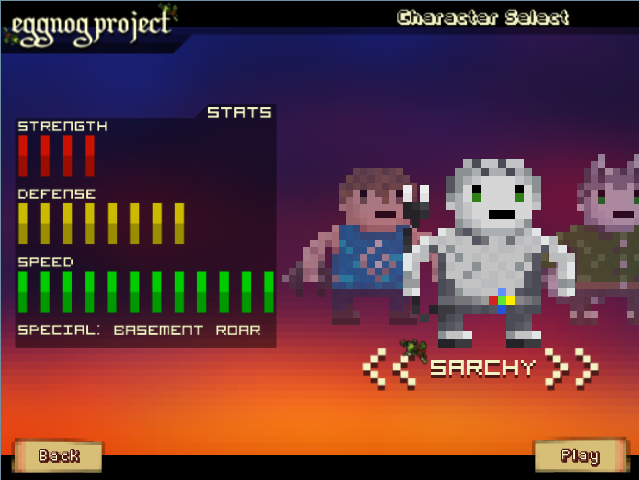 eggnog project
Character Select
STATS
STRENGTH
DEFENSE
SPEED
SPECIAL: BASEMENT ROAR
SARCHY
Back
Play